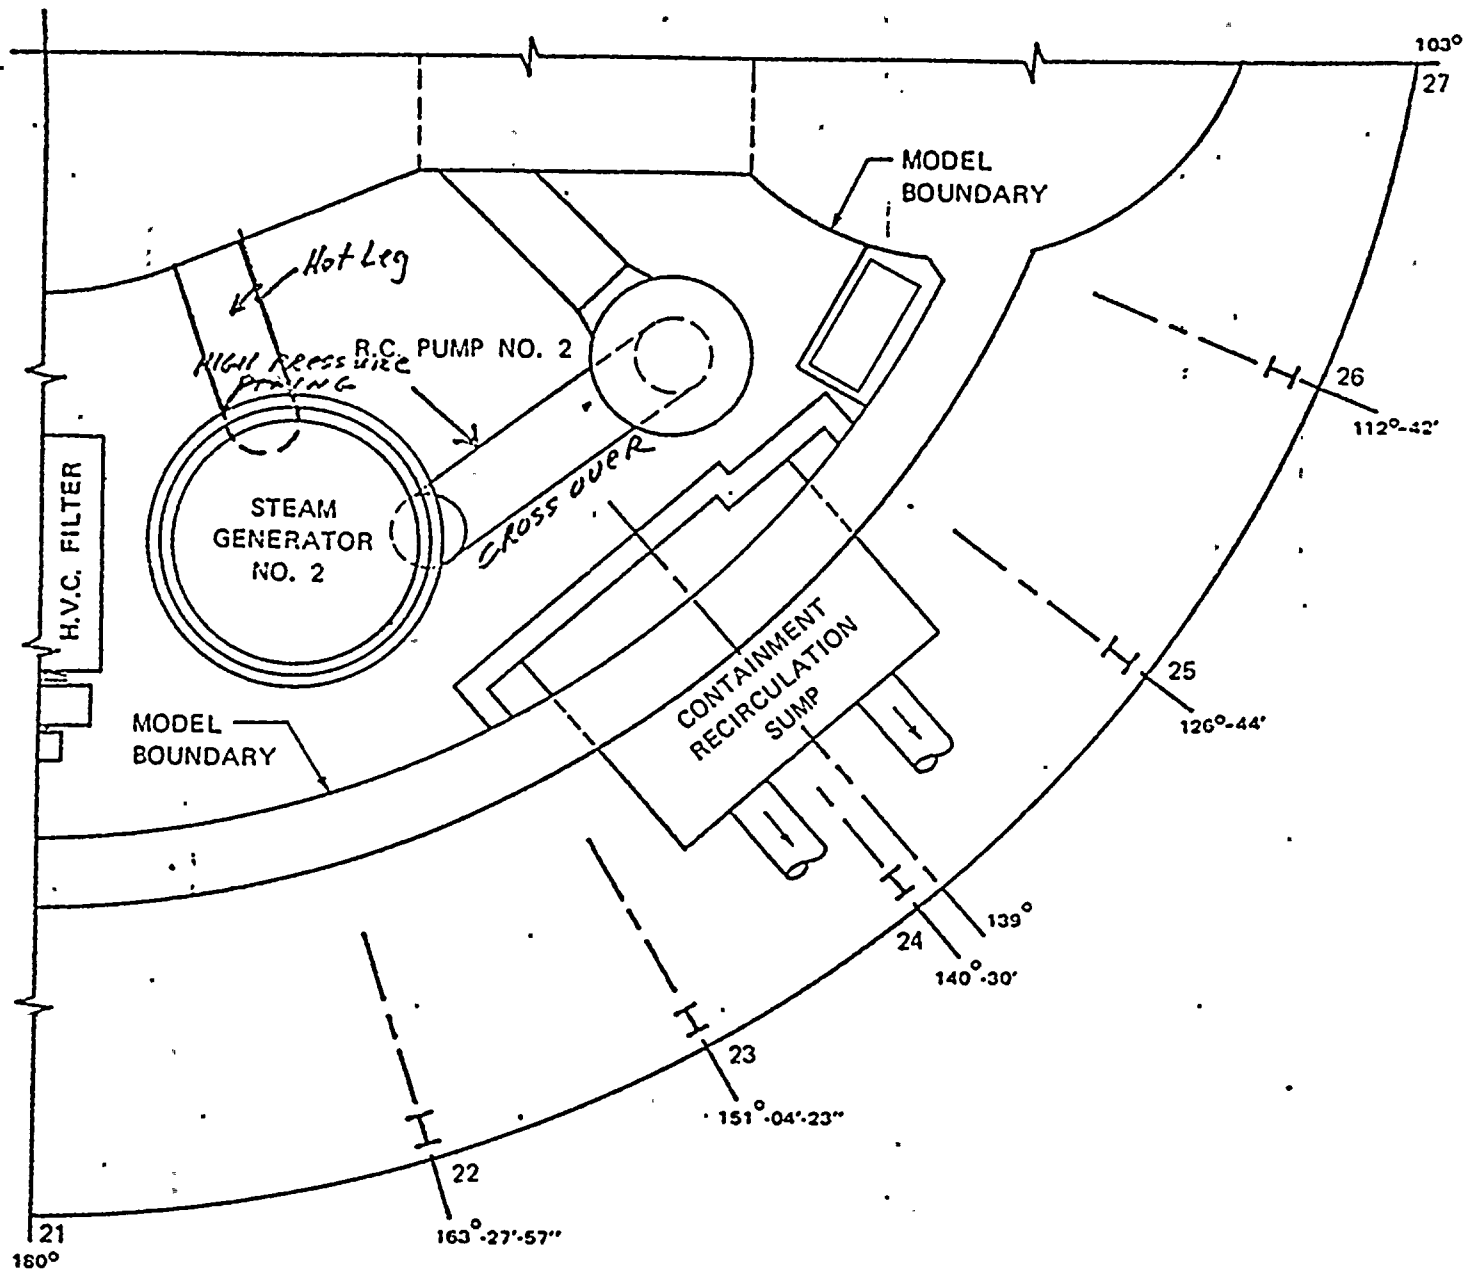 103°
27
MODEL
BOUNDARY
Hot Leg
R.C. PUMP NO. 2
HIGH PRESSURE
PIPING
26
112°-42'
H.V.C. FILTER
STEAM
GENERATOR
NO. 2
CROSS OVER
CONTAINMENT
RECIRCULATION
SUMP
25
126°-44'
MODEL
BOUNDARY
139°
24
140°-30'
23
151°-04'-23"
22
163°-27'-57"
21
180°